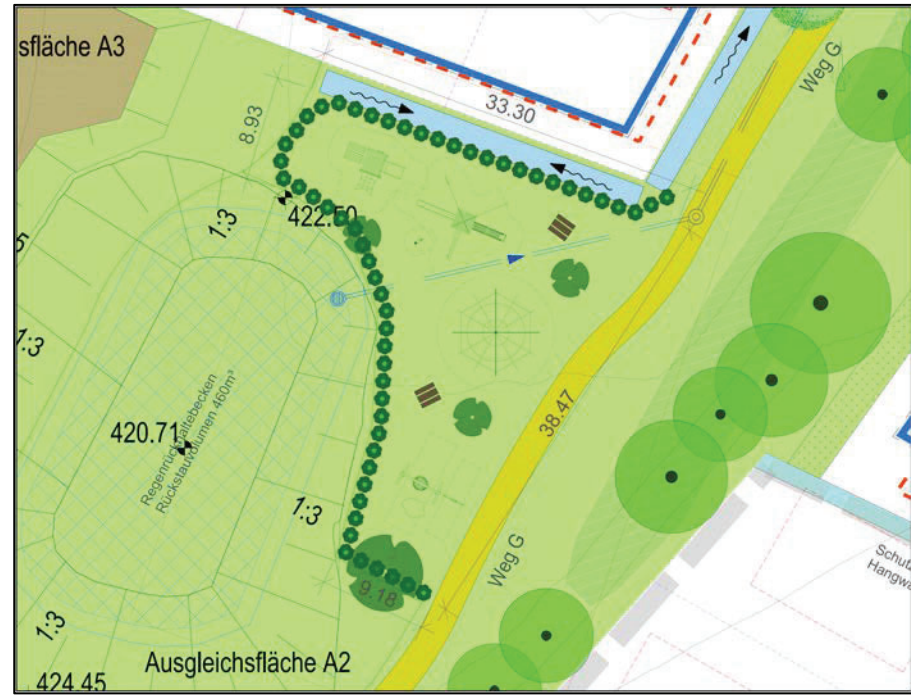 sfläche A3
Weg G
33.30
8.93
1:3
422.50
5
1:3
38.47
420.71
Regenrückhaltebecken
Rückstauvolumen 460m³
1:3
Weg G
Schutz
Hangwa
9.18
1:3
Ausgleichsfläche A2
424.45